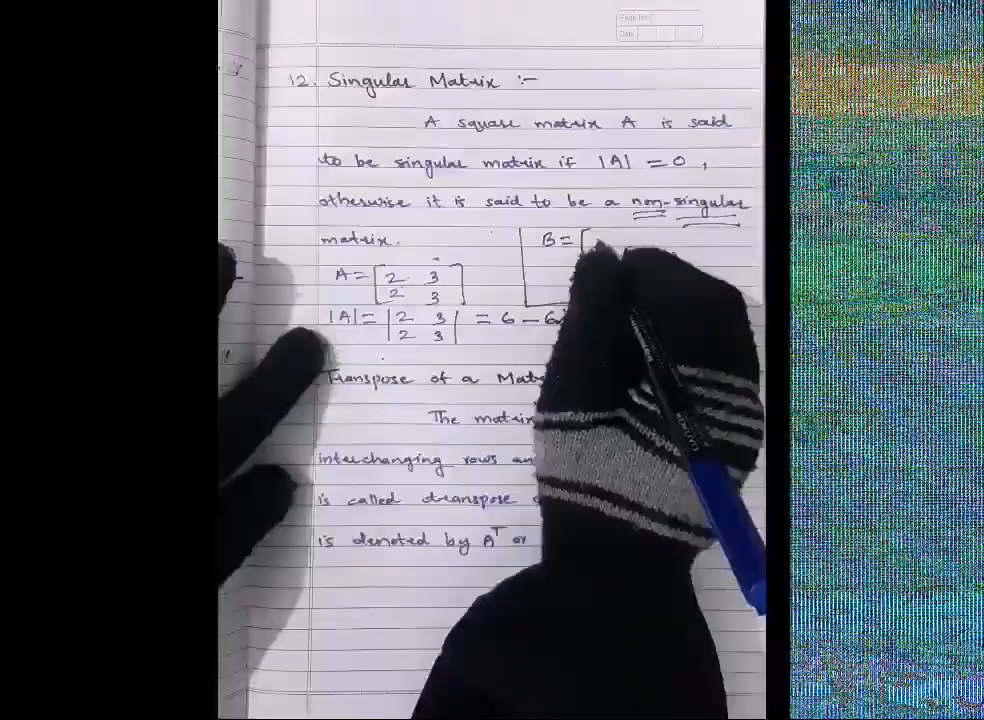 Page No.
Date
12. Singular Matrix :-
A square matrix A is said
to be singular matrix if |A| = 0 ,
otherwise it is said to be a non-singular
matrix.
B = [
A = [2 3
2 3]
|A| = |2 3
2 3| = 6 - 6
Transpose of a
The matrix
interchanging rows
is called transpose
is denoted by A^T or